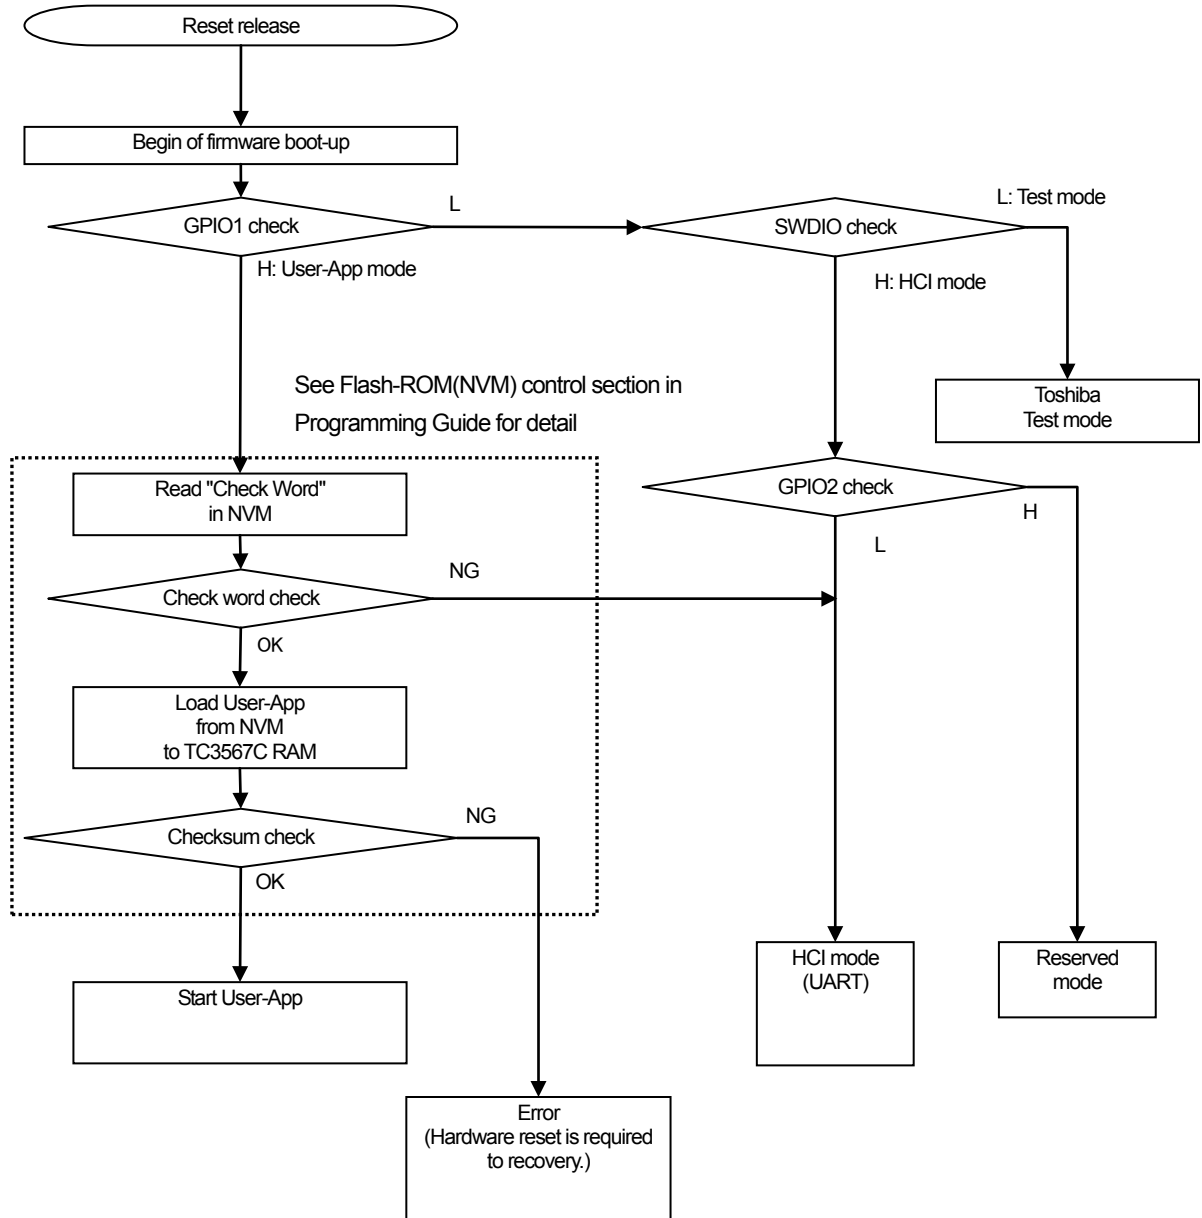 Reset release
Begin of firmware boot-up
GPIO1 check
L
SWDIO check
L: Test mode
H: User-App mode
H: HCI mode
See Flash-ROM(NVM) control section in
Programming Guide for detail
Toshiba
Test mode
Read "Check Word"
in NVM
GPIO2 check
H
L
Check word check
NG
OK
Load User-App
from NVM
to TC3567C RAM
Checksum check
NG
OK
Start User-App
HCI mode
(UART)
Reserved
mode
Error
(Hardware reset is required
to recovery.)